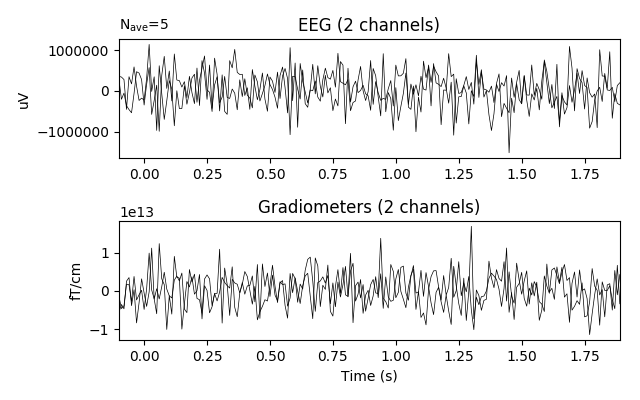 Nave=5
EEG (2 channels)
uV
1000000
0
−1000000
0.00 0.25 0.50 0.75 1.00 1.25 1.50 1.75
1e13
Gradiometers (2 channels)
fT/cm
1
0
−1
0.00 0.25 0.50 0.75 1.00 1.25 1.50 1.75
Time (s)